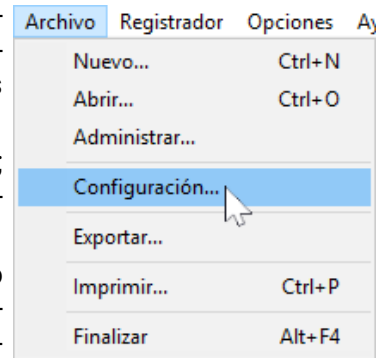 Archivo Registrador Opciones
Nuevo... Ctrl+N
Abrir... Ctrl+O
Administrar...
Configuración...
Exportar...
Imprimir... Ctrl+P
Finalizar Alt+F4